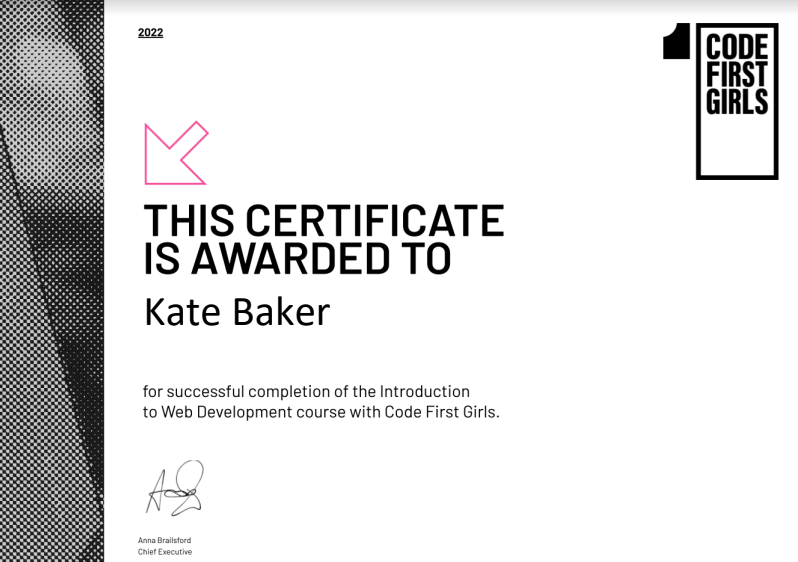 2022
1 CODE
FIRST
GIRLS
THIS CERTIFICATE
IS AWARDED TO
Kate Baker
for successful completion of the Introduction
to Web Development course with Code First Girls.
Anna Brailsford
Chief Executive